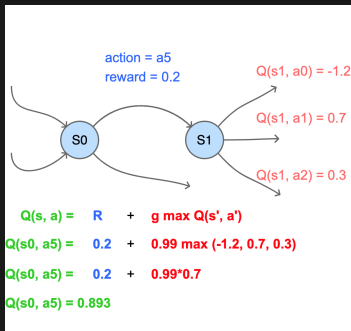 action = a5
reward = 0.2
Q(s1, a0) = -1.2
Q(s1, a1) = 0.7
S0
S1
Q(s1, a2) = 0.3
Q(s, a) = R + g max Q(s', a')
Q(s0, a5) = 0.2 + 0.99 max (-1.2, 0.7, 0.3)
Q(s0, a5) = 0.2 + 0.99*0.7
Q(s0, a5) = 0.893